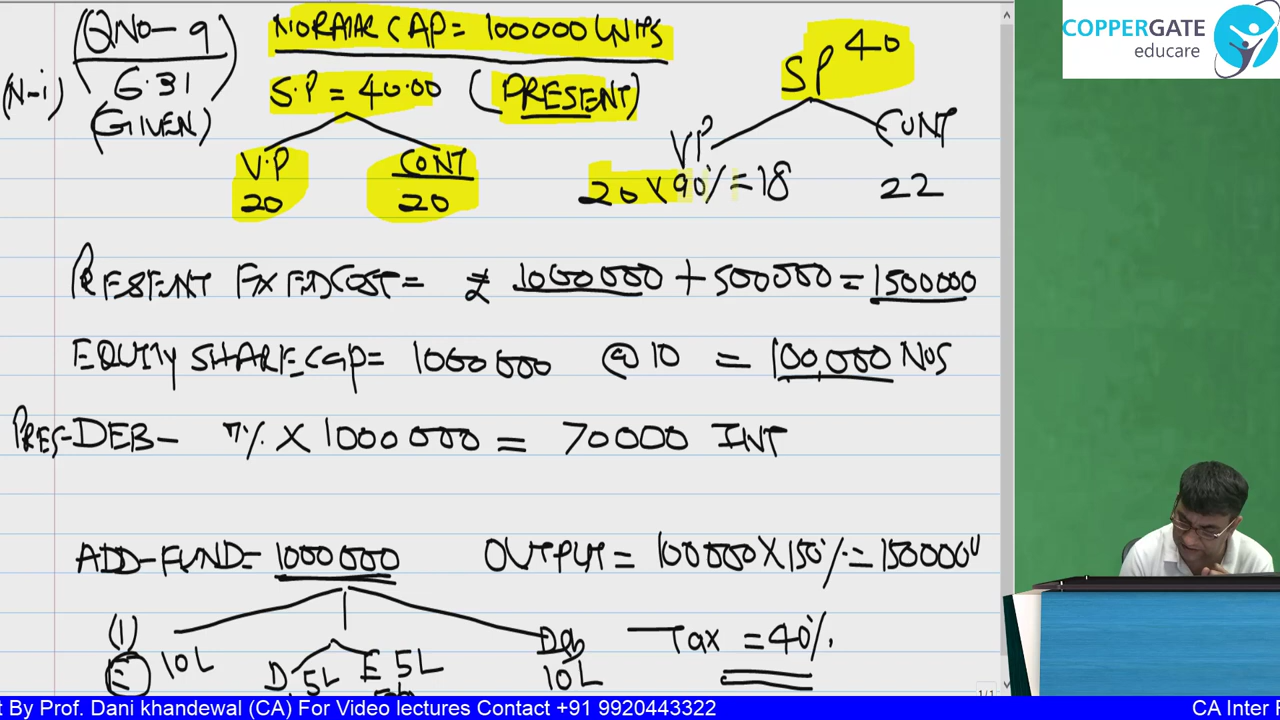 COPPERGATE
educare
QNO-9
6.31
(GIVEN)
(N-i)
NORMAL CAP = 100000 UNITS
S.P = 40.00 (PRESENT)
V.P
20
CONT
20
SP 40
VP
20 X 90% = 18
CONT
22
PRESENT FIXED COST = ₹ 1000000 + 500000 = 1500000
EQUITY SHARE CAP = 1000000 @ 10 = 100,000 NOS
PRES-DEB- 7% X 1000000 = 70000 INT
ADD-FUND = 1000000
OUTPUT = 100000 X 150% = 150000U
(1)
E 10L
D 5L
E 5L
Deb
10L
Tax = 40%
t By Prof. Dani khandewal (CA) For Video lectures Contact +91 9920443322
CA Inter F
1/1